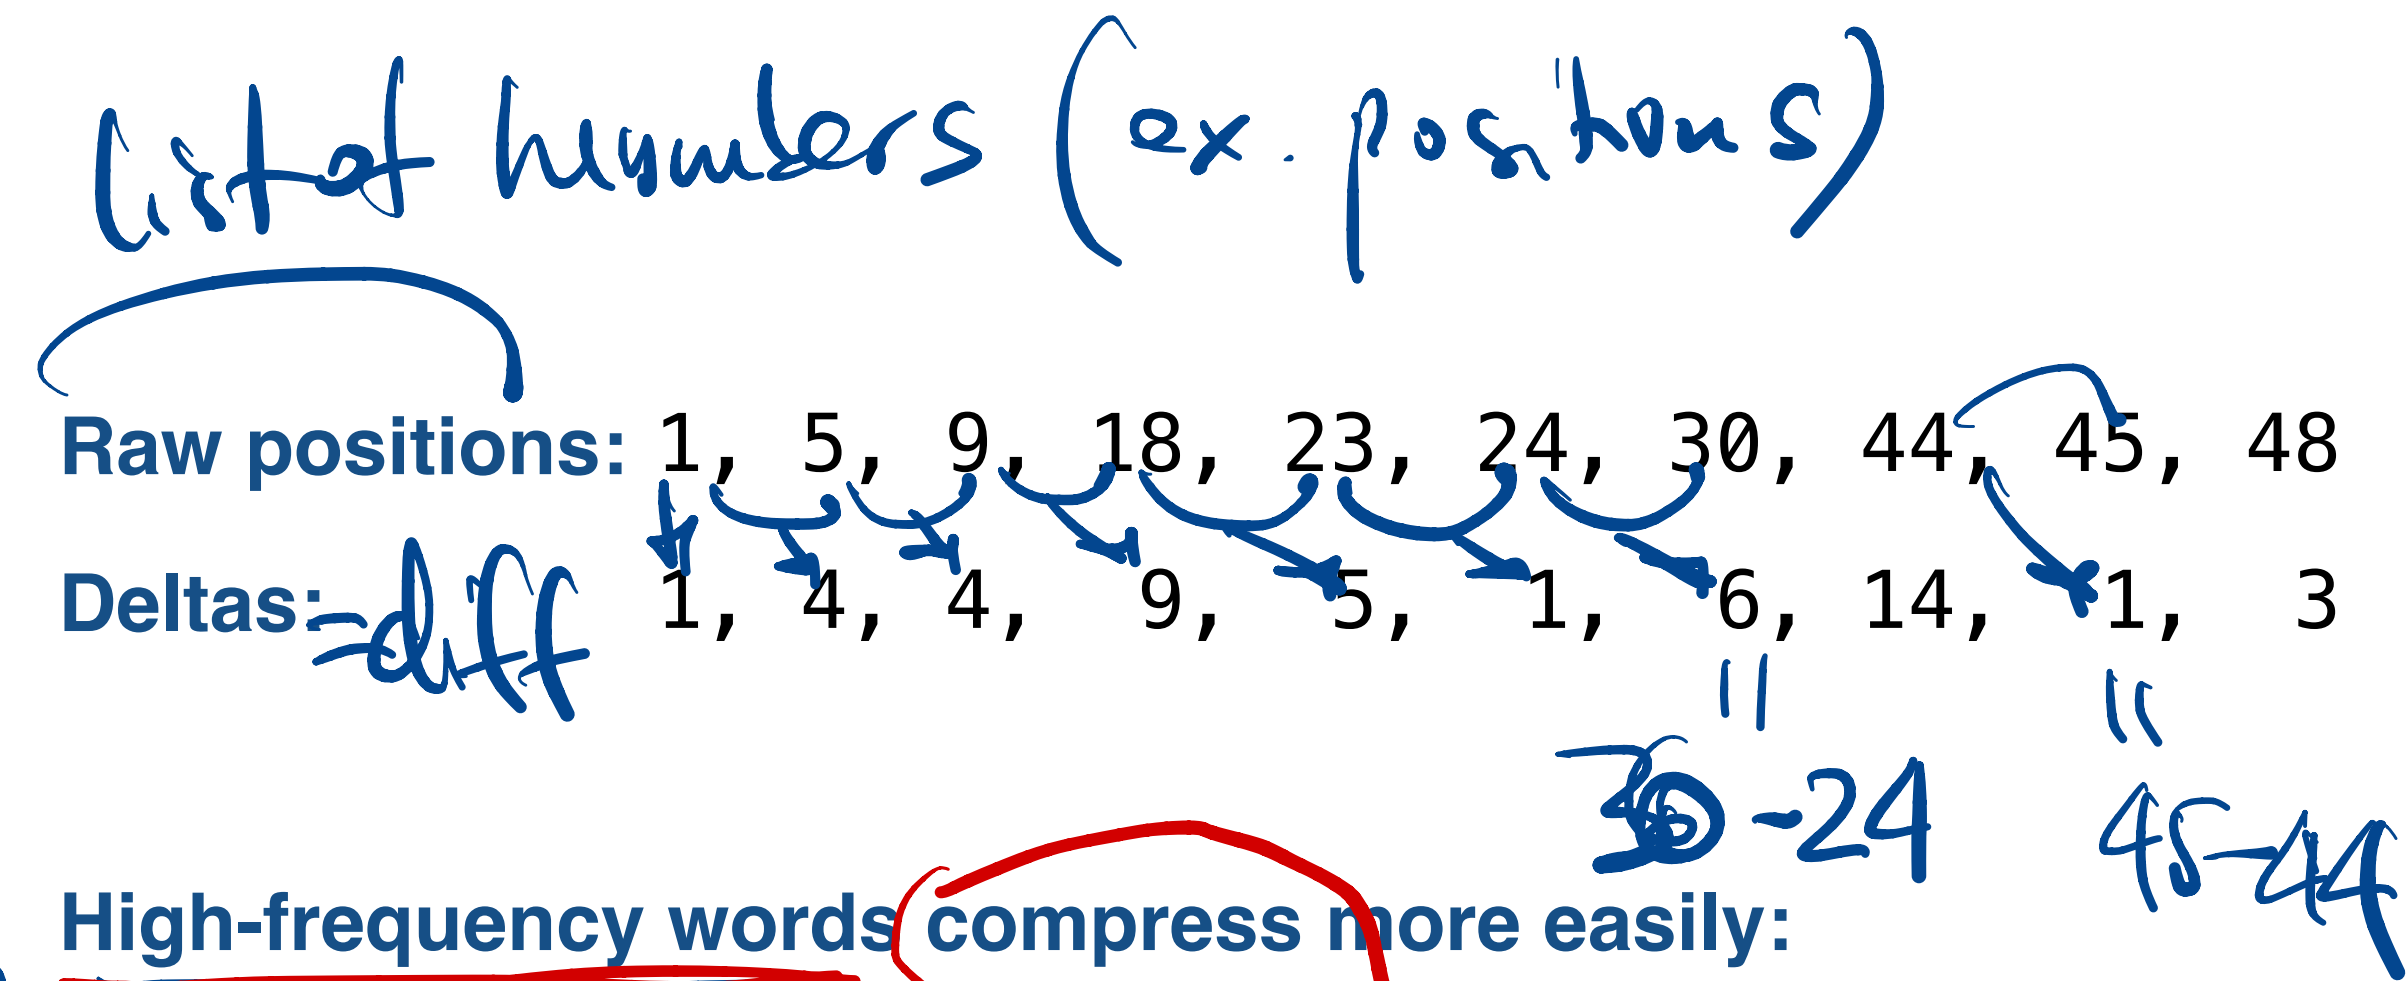 list of numbers (ex. positions)
Raw positions: 1, 5, 9, 18, 23, 24, 30, 44, 45, 48
Deltas: =diff 1, 4, 4, 9, 5, 1, 6, 14, 1, 3
|| ||
30-24 45-44
High-frequency words compress more easily: